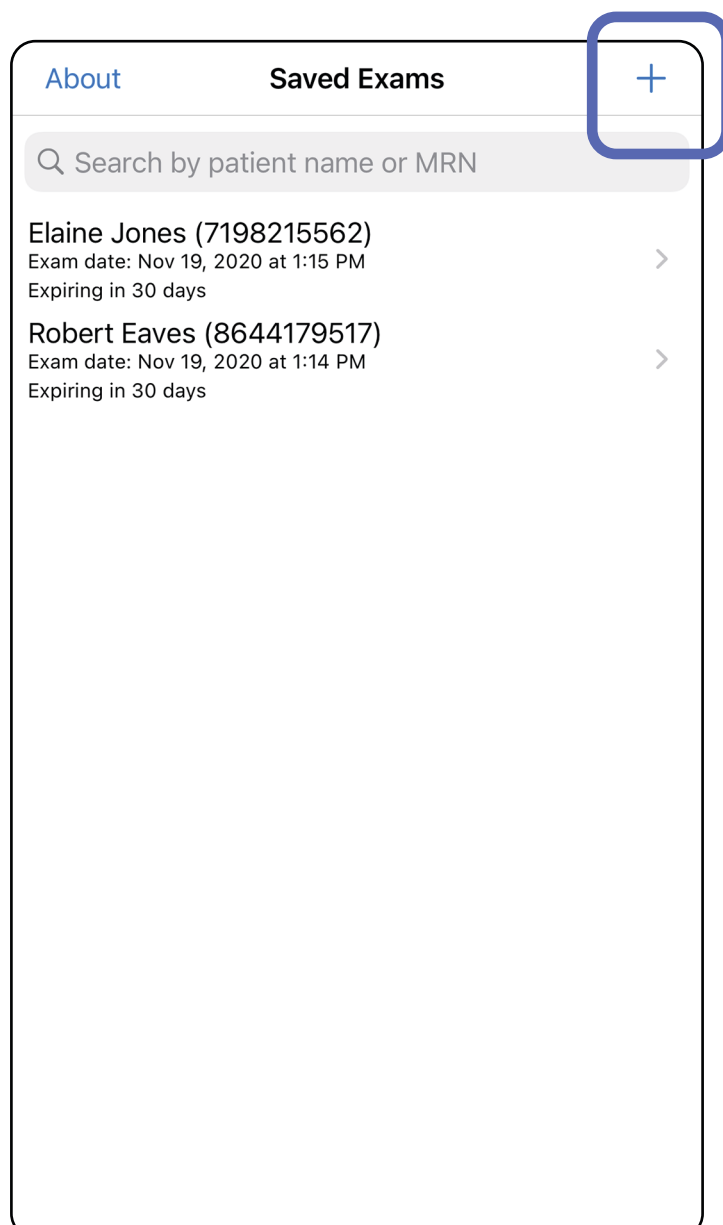 About Saved Exams +
Search by patient name or MRN
Elaine Jones (7198215562)
Exam date: Nov 19, 2020 at 1:15 PM
Expiring in 30 days
Robert Eaves (8644179517)
Exam date: Nov 19, 2020 at 1:14 PM
Expiring in 30 days